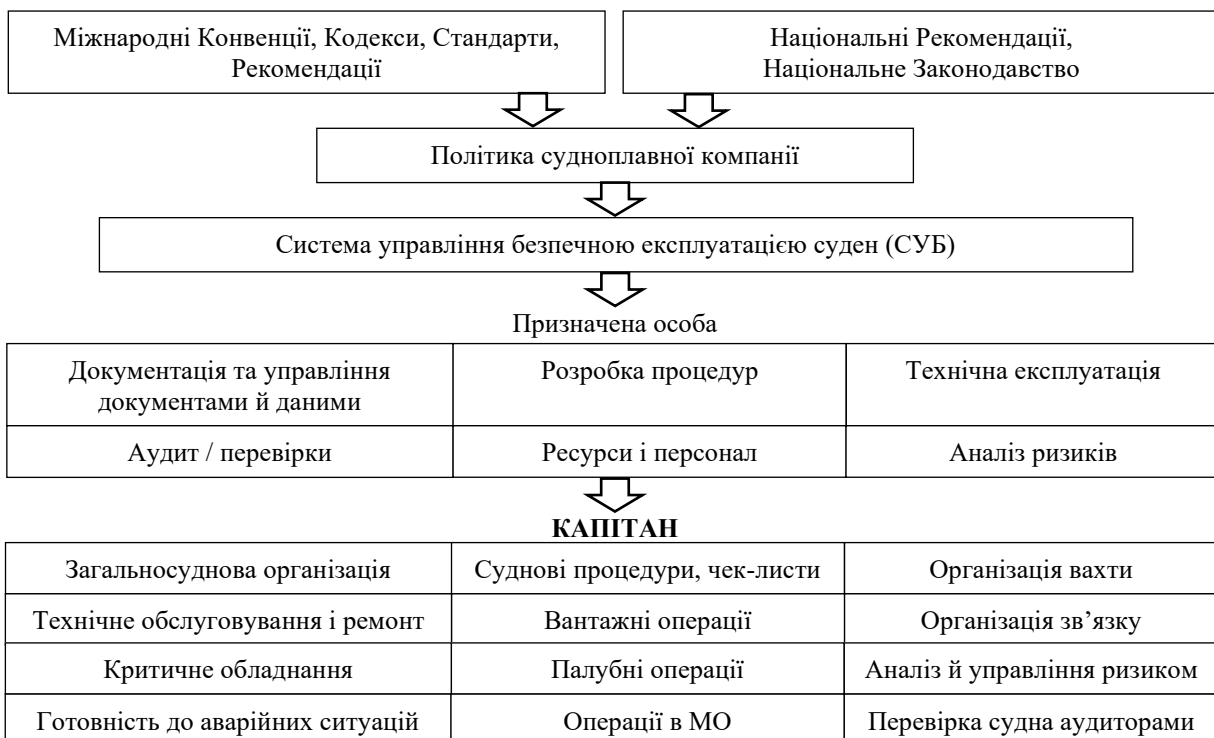 Міжнародні Конвенції, Кодекси, Стандарти,
Рекомендації
Національні Рекомендації,
Національне Законодавство
Політика судноплавної компанії
Система управління безпечною експлуатацією суден (СУБ)
Призначена особа
Документація та управління
документами й даними
Розробка процедур
Технічна експлуатація
Аудит / перевірки
Ресурси і персонал
Аналіз ризиків
КАПІТАН
Загальносуднова організація
Суднові процедури, чек-листи
Організація вахти
Технічне обслуговування і ремонт
Вантажні операції
Організація зв’язку
Критичне обладнання
Палубні операції
Аналіз й управління ризиком
Готовність до аварійних ситуацій
Операції в МО
Перевірка судна аудиторами